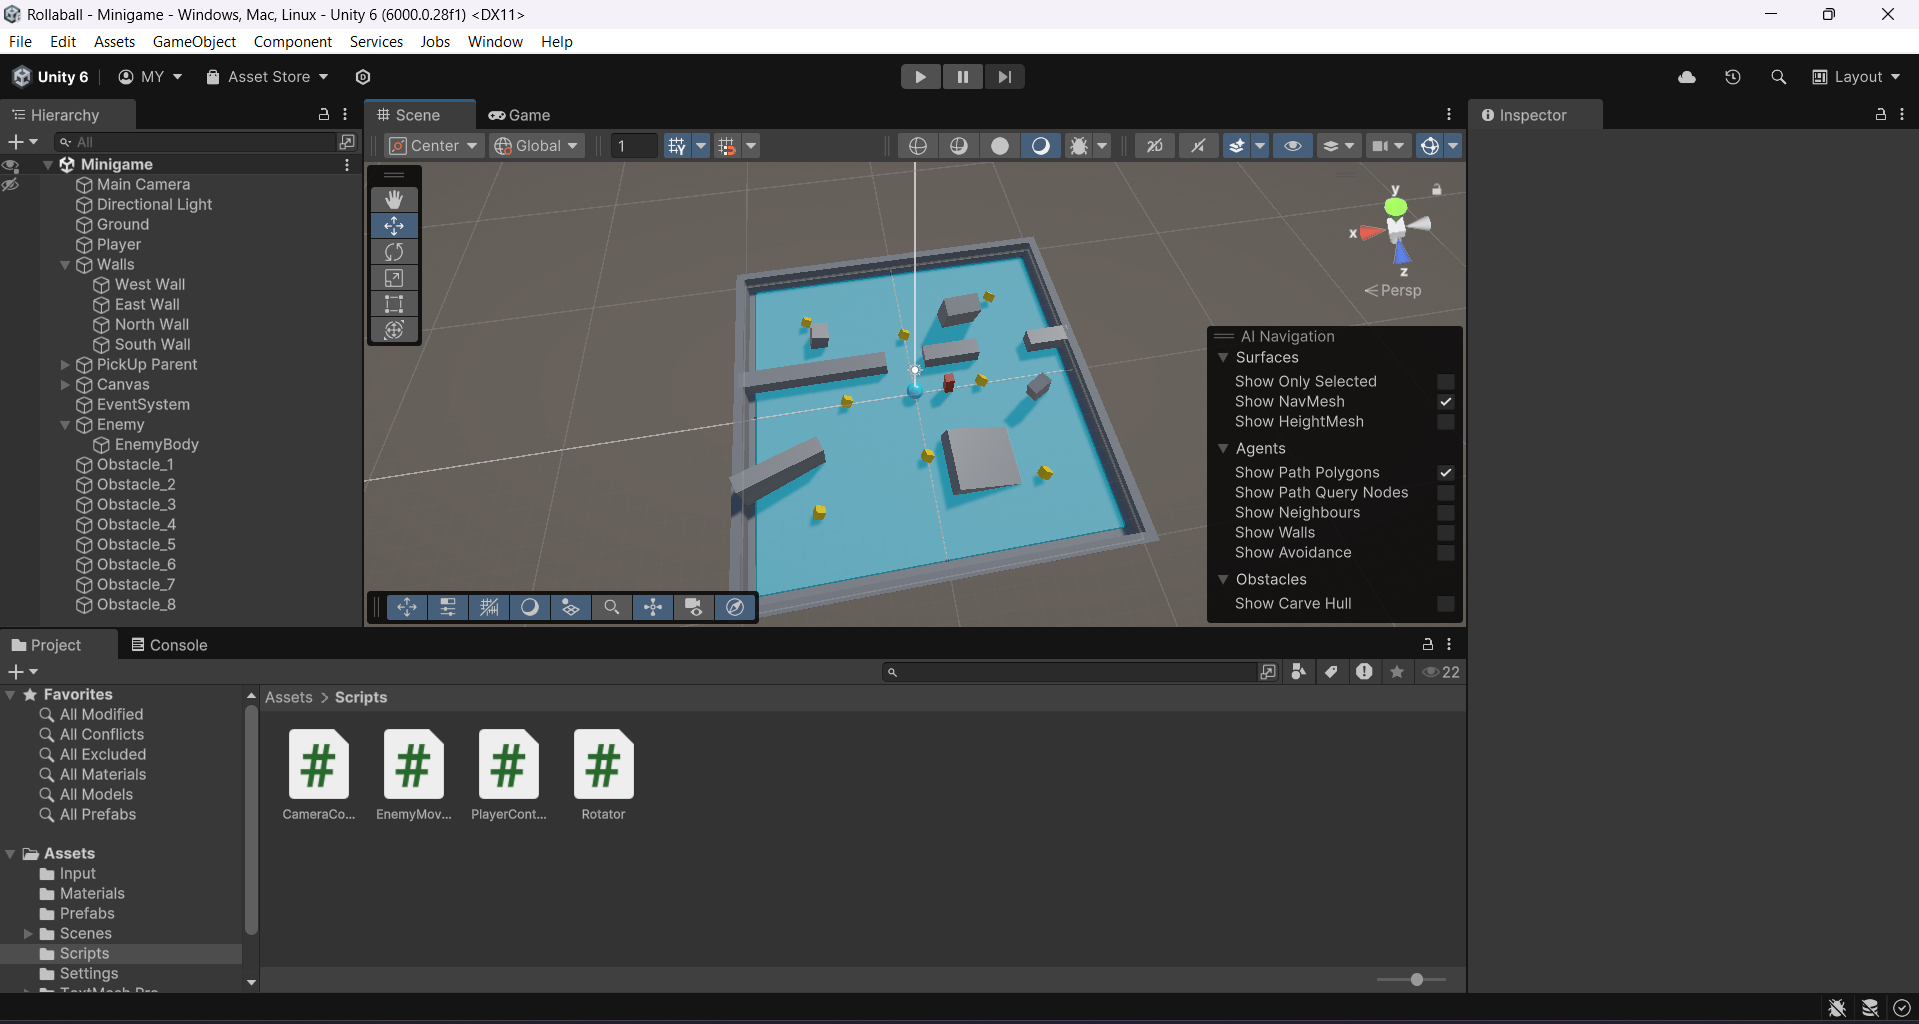 Rollaball - Minigame - Windows, Mac, Linux - Unity 6 (6000.0.28f1) <DX11>
File Edit Assets GameObject Component Services Jobs Window Help
Unity 6 MY Asset Store Layout
Hierarchy
All
Minigame
Main Camera
Directional Light
Ground
Player
Walls
West Wall
East Wall
North Wall
South Wall
PickUp Parent
Canvas
EventSystem
Enemy
EnemyBody
Obstacle_1
Obstacle_2
Obstacle_3
Obstacle_4
Obstacle_5
Obstacle_6
Obstacle_7
Obstacle_8
Scene Game
Center Global 1 2D
y
x
z
Persp
AI Navigation
Surfaces
Show Only Selected
Show NavMesh
Show HeightMesh
Agents
Show Path Polygons
Show Path Query Nodes
Show Neighbours
Show Walls
Show Avoidance
Obstacles
Show Carve Hull
Inspector
Project Console
22
Favorites
All Modified
All Conflicts
All Excluded
All Materials
All Models
All Prefabs
Assets
Input
Materials
Prefabs
Scenes
Scripts
Settings
Assets > Scripts
# # # #
CameraCo... EnemyMov... PlayerCont... Rotator